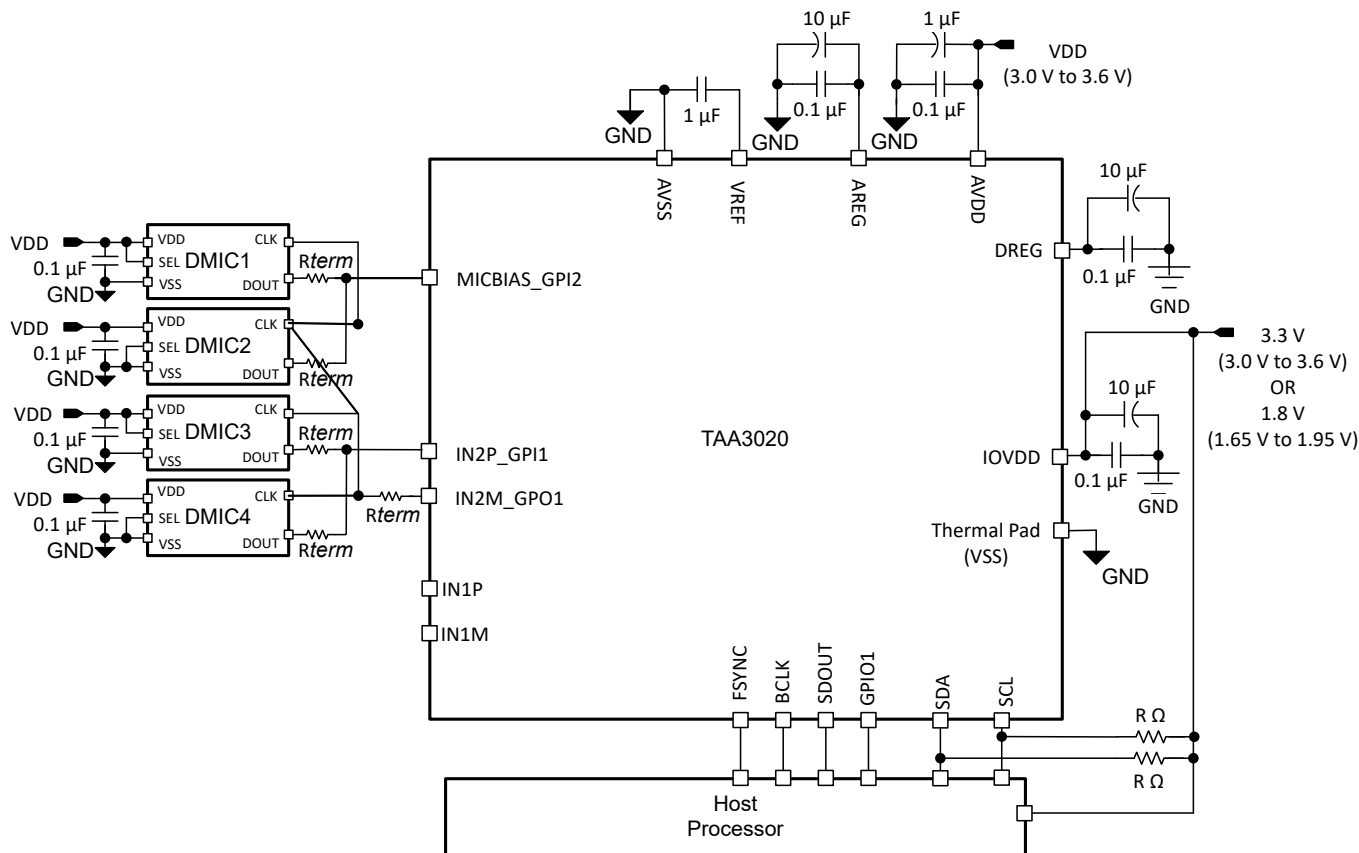 10 µF
1 µF
VDD
(3.0 V to 3.6 V)
0.1 µF
0.1 µF
1 µF
GND
GND
GND
AVSS
VREF
AREG
AVDD
10 µF
DREG
0.1 µF
GND
VDD
0.1 µF
GND
VDD
SEL
VSS
DMIC1
CLK
DOUT
Rterm
MICBIAS_GPI2
VDD
0.1 µF
GND
VDD
SEL
VSS
DMIC2
CLK
DOUT
Rterm
VDD
0.1 µF
GND
VDD
SEL
VSS
DMIC3
CLK
DOUT
Rterm
IN2P_GPI1
VDD
0.1 µF
GND
VDD
SEL
VSS
DMIC4
CLK
DOUT
Rterm
Rterm
IN2M_GPO1
IN1P
IN1M
TAA3020
3.3 V
(3.0 V to 3.6 V)
OR
1.8 V
(1.65 V to 1.95 V)
10 µF
IOVDD
0.1 µF
GND
Thermal Pad
(VSS)
GND
FSYNC
BCLK
SDOUT
GPIO1
SDA
SCL
R Ω
R Ω
Host
Processor